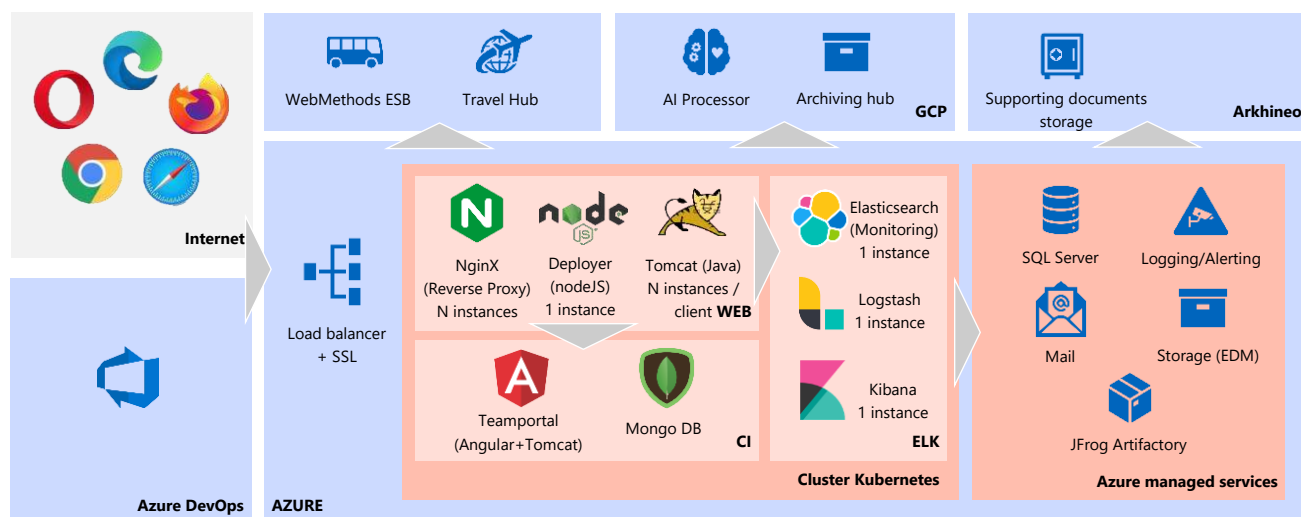 WebMethods ESB
Travel Hub
AI Processor
Archiving hub
GCP
Supporting documents
storage
Arkhineo
Internet
Azure DevOps
Load balancer
+ SSL
AZURE
N
NginX
(Reverse Proxy)
N instances
node
JS
Deployer
(nodeJS)
1 instance
Tomcat (Java)
N instances /
client WEB
A
Teamportal
(Angular+Tomcat)
Mongo DB
CI
Elasticsearch
(Monitoring)
1 instance
Logstash
1 instance
Kibana
1 instance
ELK
Cluster Kubernetes
SQL Server
Logging/Alerting
@
Mail
Storage (EDM)
JFrog Artifactory
Azure managed services